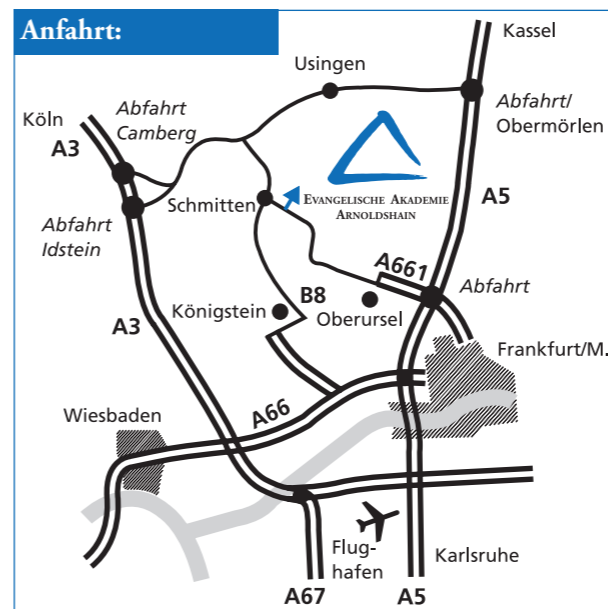 Anfahrt:
Kassel
Usingen
Abfahrt
Camberg
Köln
A3
Abfahrt/
Obermörlen
EVANGELISCHE AKADEMIE
ARNOLDSHAIN
A5
Schmitten
Abfahrt
Idstein
A661
Abfahrt
B8
Königstein
Oberursel
A3
Frankfurt/M.
Wiesbaden
A66
Flug-
hafen
Karlsruhe
A67
A5